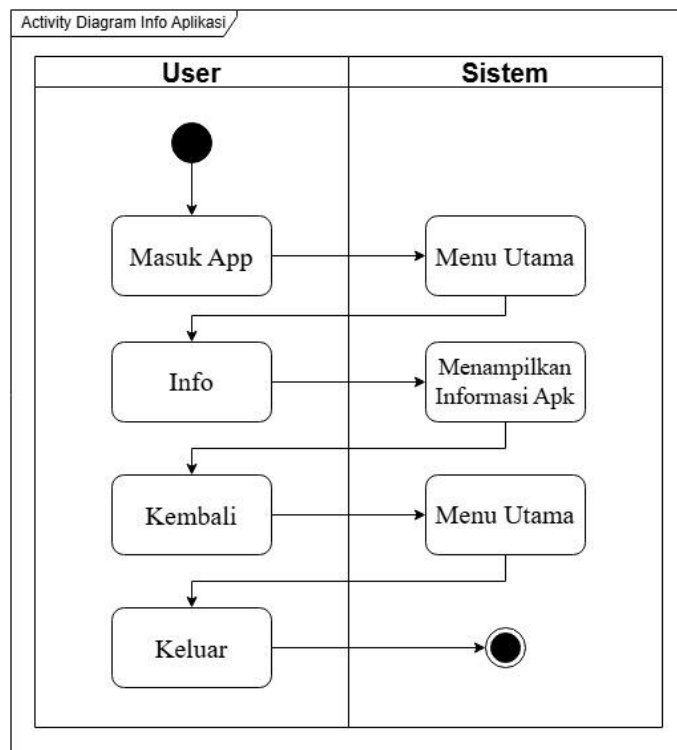 Activity Diagram Info Aplikasi
User
Sistem
Masuk App
Menu Utama
Info
Menampilkan
Informasi Apk
Kembali
Menu Utama
Keluar